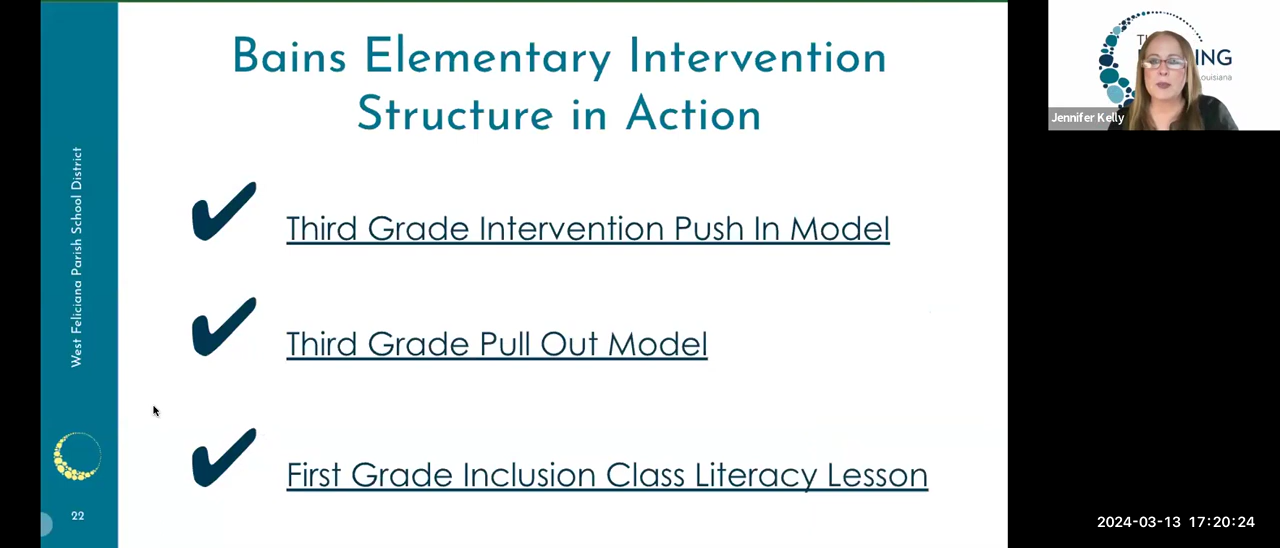 Bains Elementary Intervention
Structure in Action
Third Grade Intervention Push In Model
Third Grade Pull Out Model
First Grade Inclusion Class Literacy Lesson
West Feliciana Parish School District
22
Jennifer Kelly
2024-03-13 17:20:24